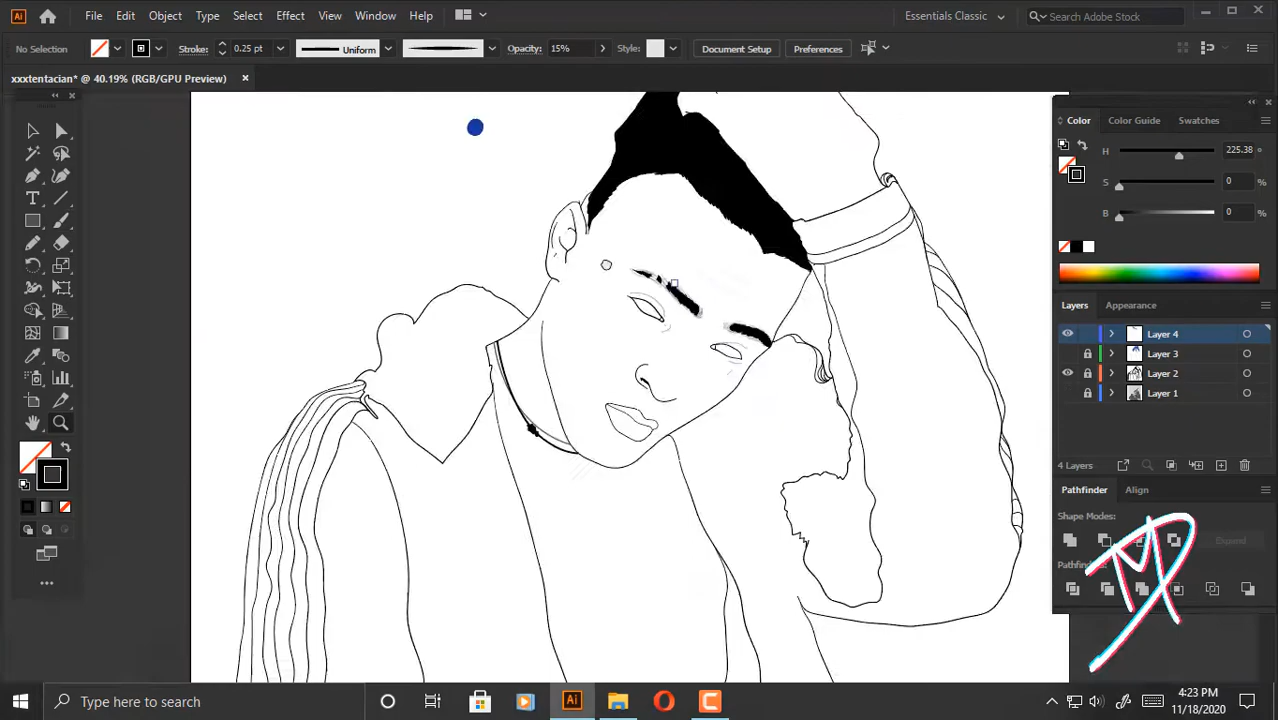 Ai File Edit Object Type Select Effect View Window Help Essentials Classic Search Adobe Stock
No Selection Stroke: 0.25 pt Uniform Opacity: 15% Style: Document Setup Preferences
xxxtentacian* @ 40.19% (RGB/GPU Preview)
Color Color Guide Swatches
H 225.38 °
S 0 %
B 0 %
Layers Appearance
Layer 4
Layer 3
Layer 2
Layer 1
4 Layers
Pathfinder Align
Shape Modes:
Expand
Pathfinders:
Type here to search
Ai
4:23 PM
11/18/2020